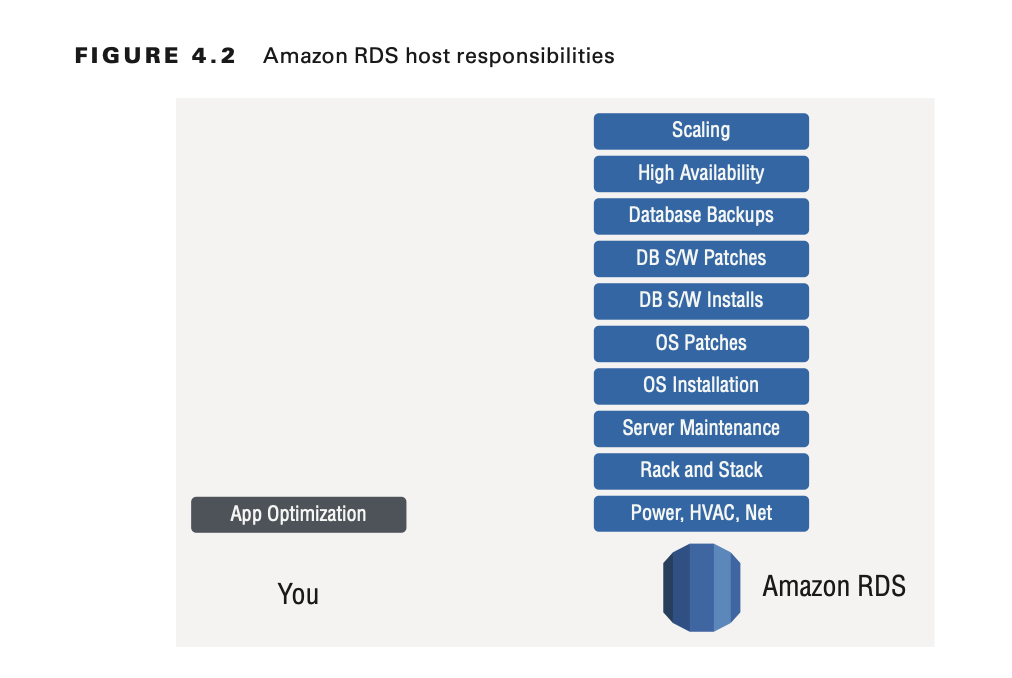 FIGURE 4.2 Amazon RDS host responsibilities
Scaling
High Availability
Database Backups
DB S/W Patches
DB S/W Installs
OS Patches
OS Installation
Server Maintenance
Rack and Stack
App Optimization
Power, HVAC, Net
You
Amazon RDS